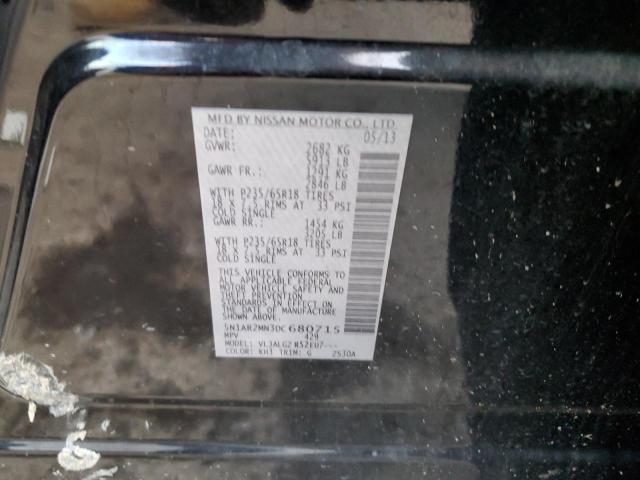 MFD BY NISSAN MOTOR CO., LTD.
DATE: 05/13
GVWR: 2682 KG
5913 LB
GAWR FR.: 1291 KG
2846 LB
WITH P235/65R18 TIRES
18 X 7.5 RIMS AT 33 PSI
COLD SINGLE
GAWR RR.: 1454 KG
3205 LB
WITH P235/65R18 TIRES
18 X 7.5 RIMS AT 33 PSI
COLD SINGLE
THIS VEHICLE CONFORMS TO
ALL APPLICABLE FEDERAL
MOTOR VEHICLE SAFETY AND
STANDARDS IN EFFECT ON
THE DATE OF MANUFACTURE
SHOWN ABOVE.
5N1AR2MN3DC680715
MPV 429
MODEL: VL3ALG2 R52EU7---
COLOR: KH3 TRIM: G 2530A